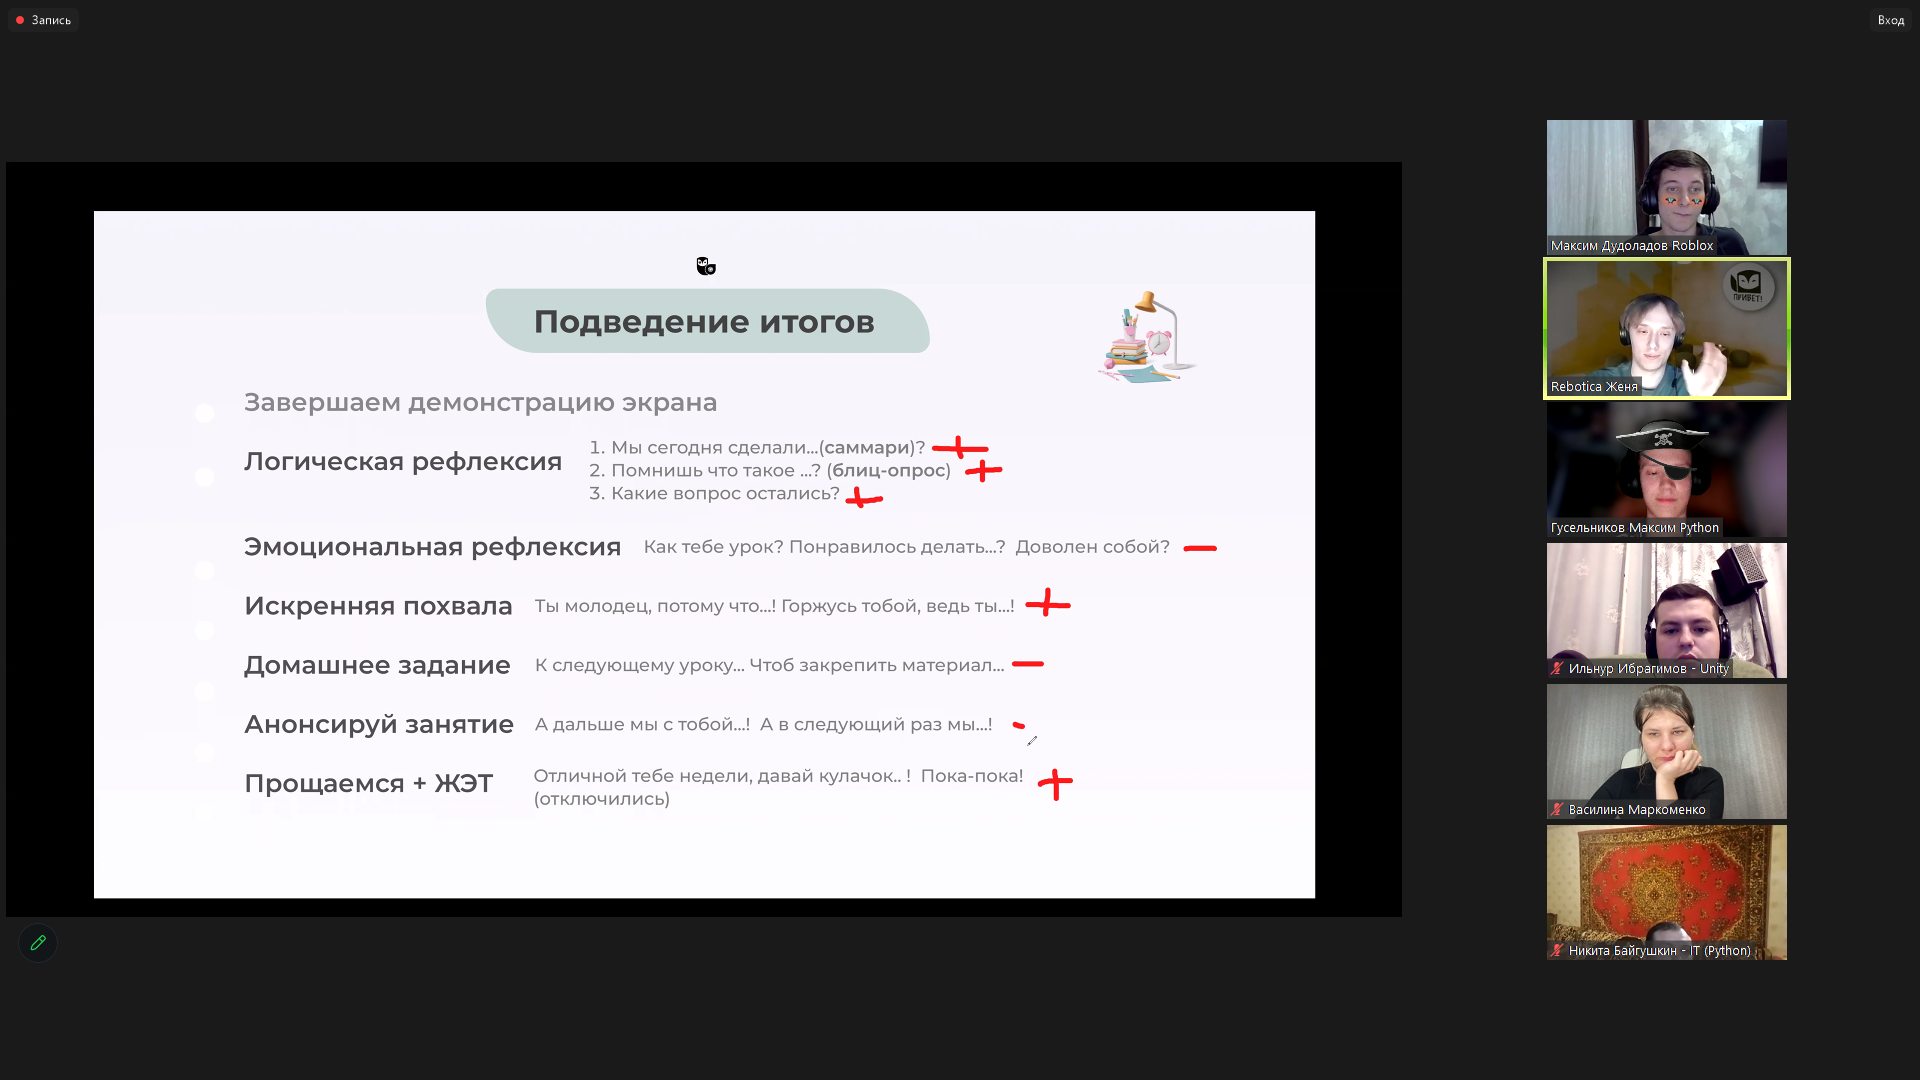 Запись
Вход
Подведение итогов
Завершаем демонстрацию экрана
Логическая рефлексия
1. Мы сегодня сделали...(саммари)?
2. Помнишь что такое ...? (блиц-опрос)
3. Какие вопрос остались?
Эмоциональная рефлексия Как тебе урок? Понравилось делать...? Доволен собой?
Искренняя похвала Ты молодец, потому что...! Горжусь тобой, ведь ты...!
Домашнее задание К следующему уроку... Чтоб закрепить материал...
Анонсируй занятие А дальше мы с тобой...! А в следующий раз мы...!
Прощаемся + ЖЭТ Отличной тебе недели, давай кулачок.. ! Пока-пока!
(отключились)
Максим Дудоладов Roblox
ПРИВЕТ!
Rebotica Женя
Гусельников Максим Python
Ильнур Ибрагимов - Unity
Василина Маркоменко
Никита Байгушкин - IT (Python)